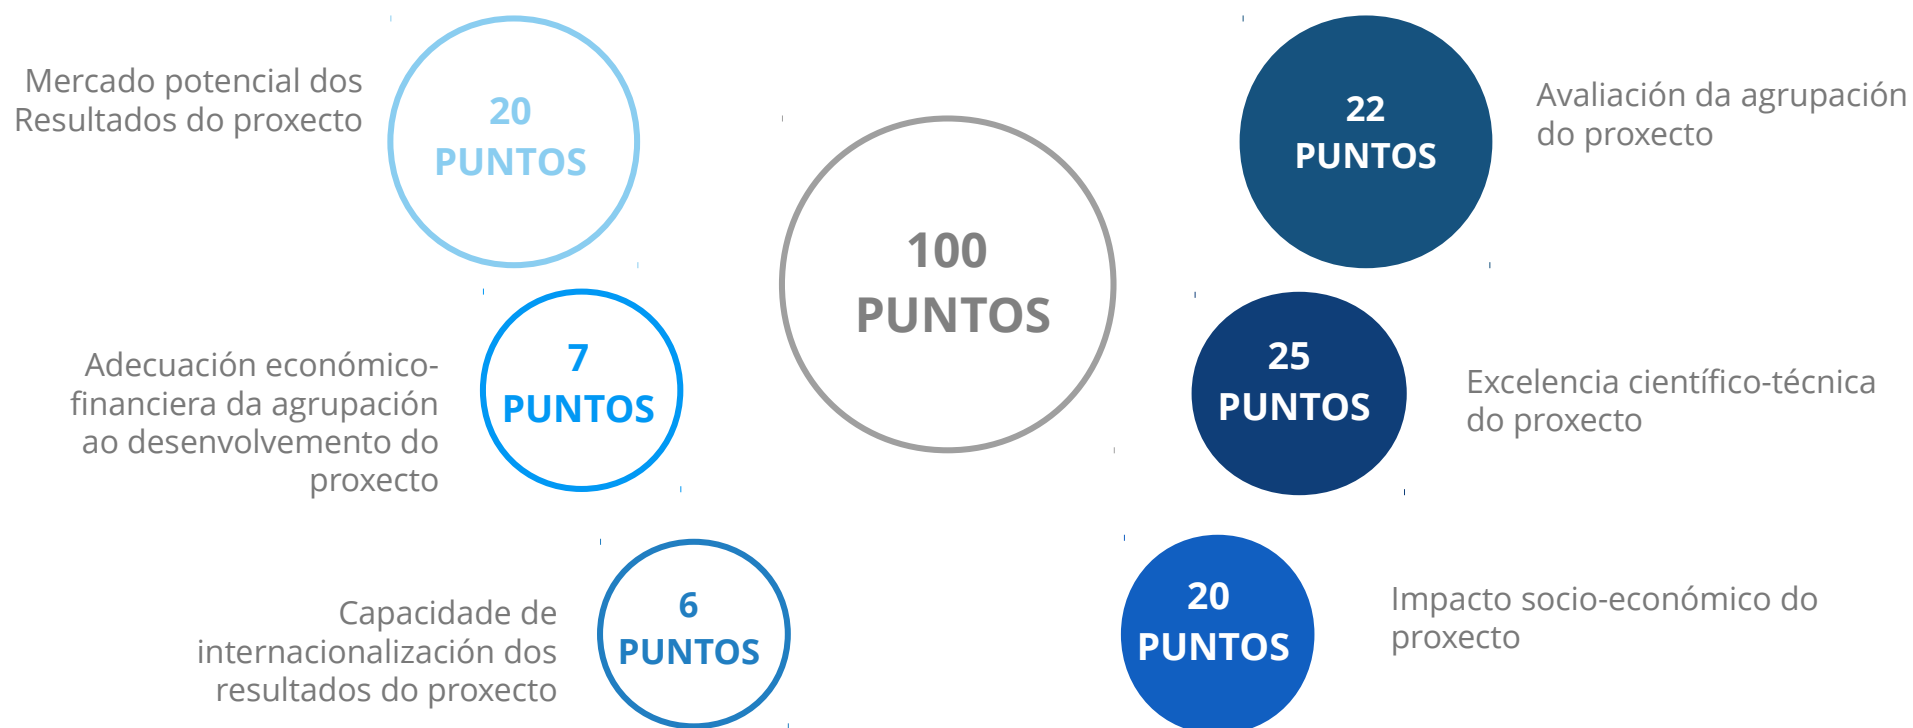 Mercado potencial dos
Resultados do proxecto
20
PUNTOS
Adecuación económico-
financiera da agrupación
ao desenvolvemento do
proxecto
7
PUNTOS
Capacidade de
internacionalización dos
resultados do proxecto
6
PUNTOS
100
PUNTOS
22
PUNTOS
Avaliación da agrupación
do proxecto
25
PUNTOS
Excelencia científico-técnica
do proxecto
20
PUNTOS
Impacto socio-económico do
proxecto